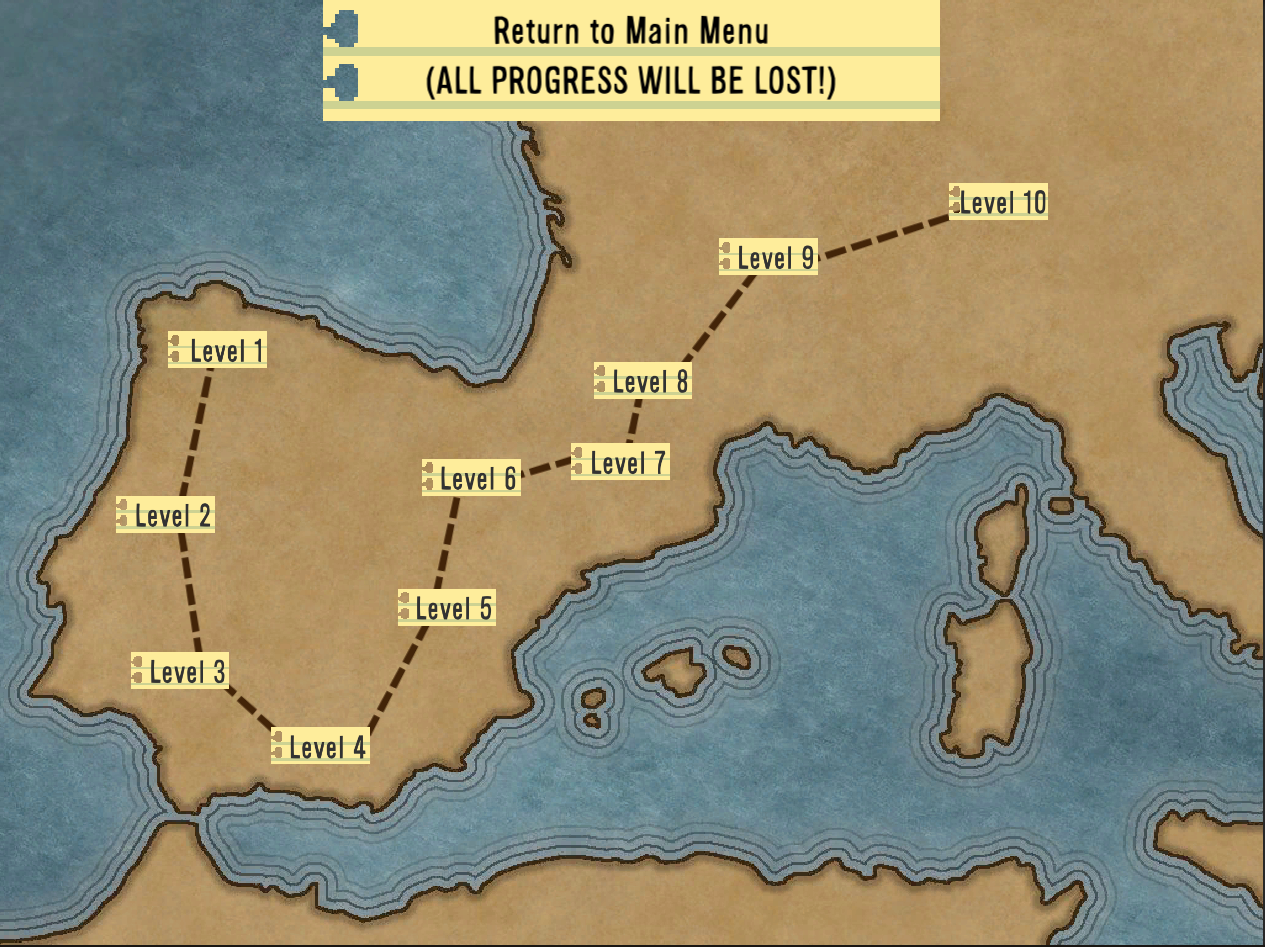 Return to Main Menu
(ALL PROGRESS WILL BE LOST!)
Level 10
Level 9
Level 1
Level 8
Level 7
Level 6
Level 2
Level 5
Level 3
Level 4